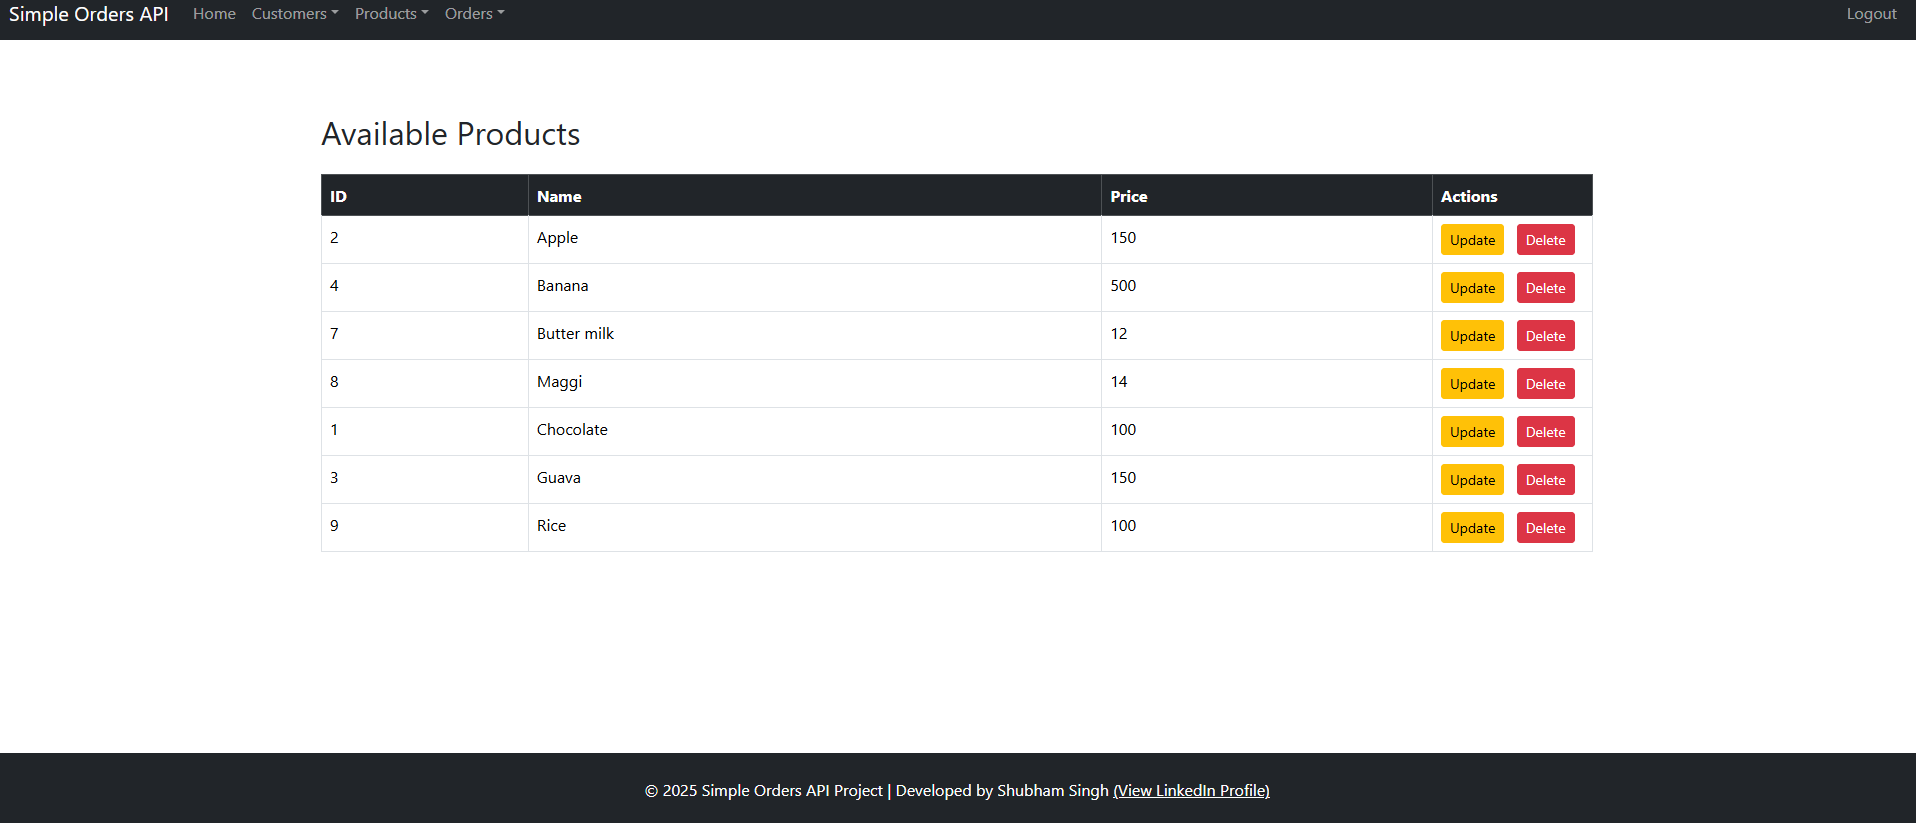 Simple Orders API Home Customers Products Orders Logout
Available Products
ID Name Price Actions
2 Apple 150 Update Delete
4 Banana 500 Update Delete
7 Butter milk 12 Update Delete
8 Maggi 14 Update Delete
1 Chocolate 100 Update Delete
3 Guava 150 Update Delete
9 Rice 100 Update Delete
© 2025 Simple Orders API Project | Developed by Shubham Singh (View LinkedIn Profile)